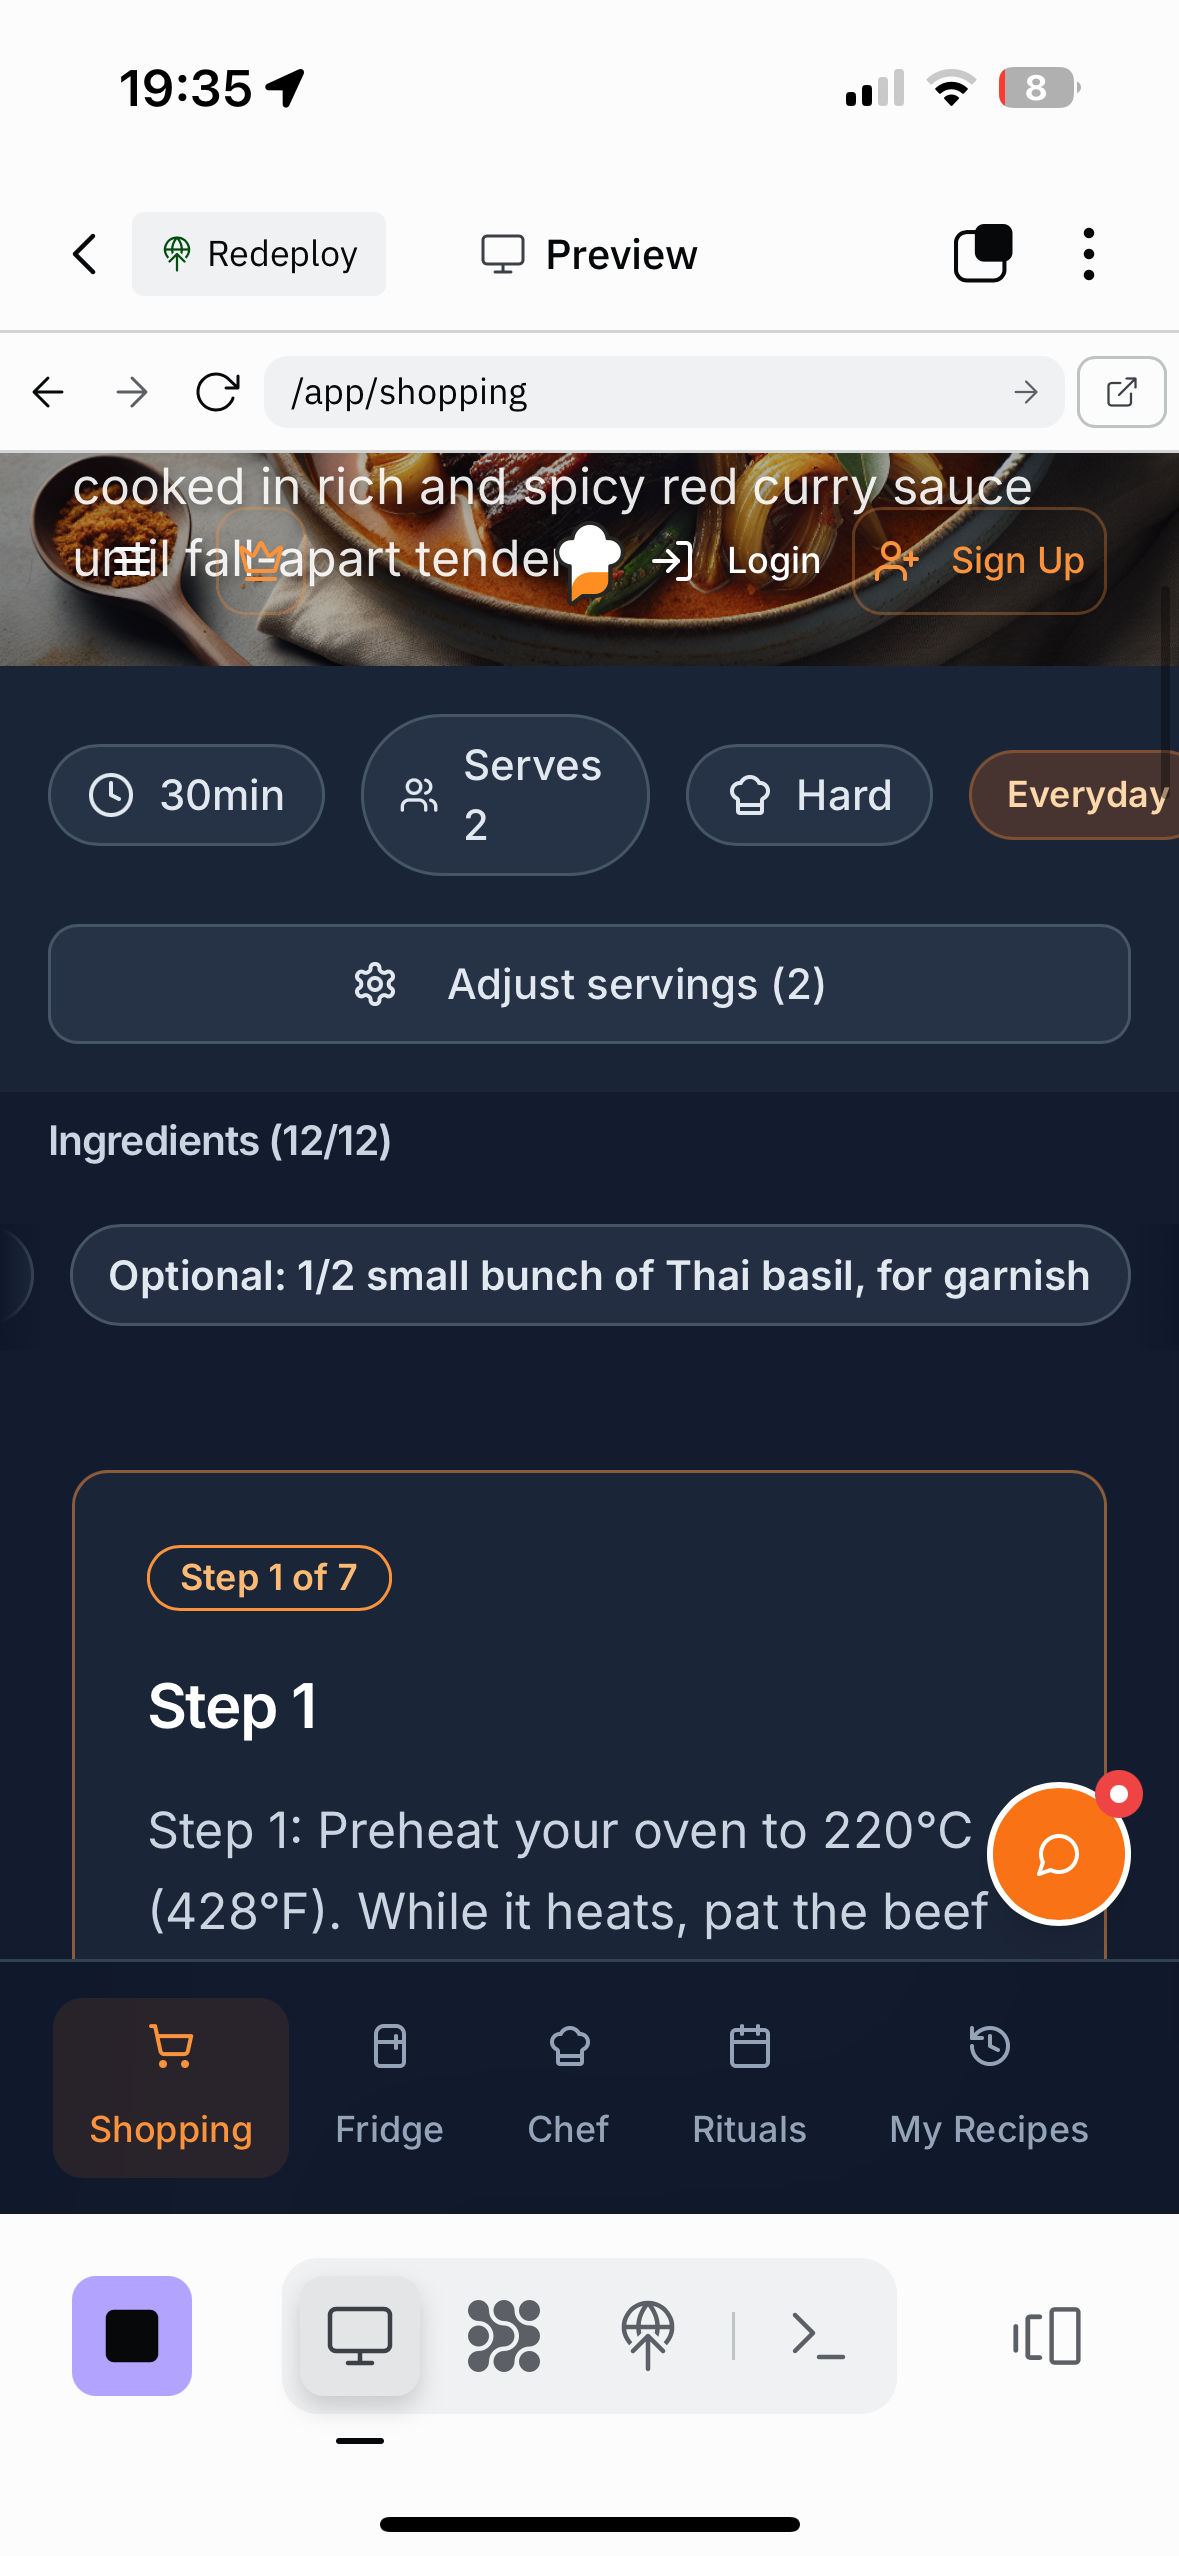 19:35
8
Redeploy
Preview
/app/shopping
cooked in rich and spicy red curry sauce
until fall-apart tender
Login
Sign Up
30min
Serves
2
Hard
Everyday
Adjust servings (2)
Ingredients (12/12)
Optional: 1/2 small bunch of Thai basil, for garnish
Step 1 of 7
Step 1
Step 1: Preheat your oven to 220°C
(428°F). While it heats, pat the beef
Shopping
Fridge
Chef
Rituals
My Recipes